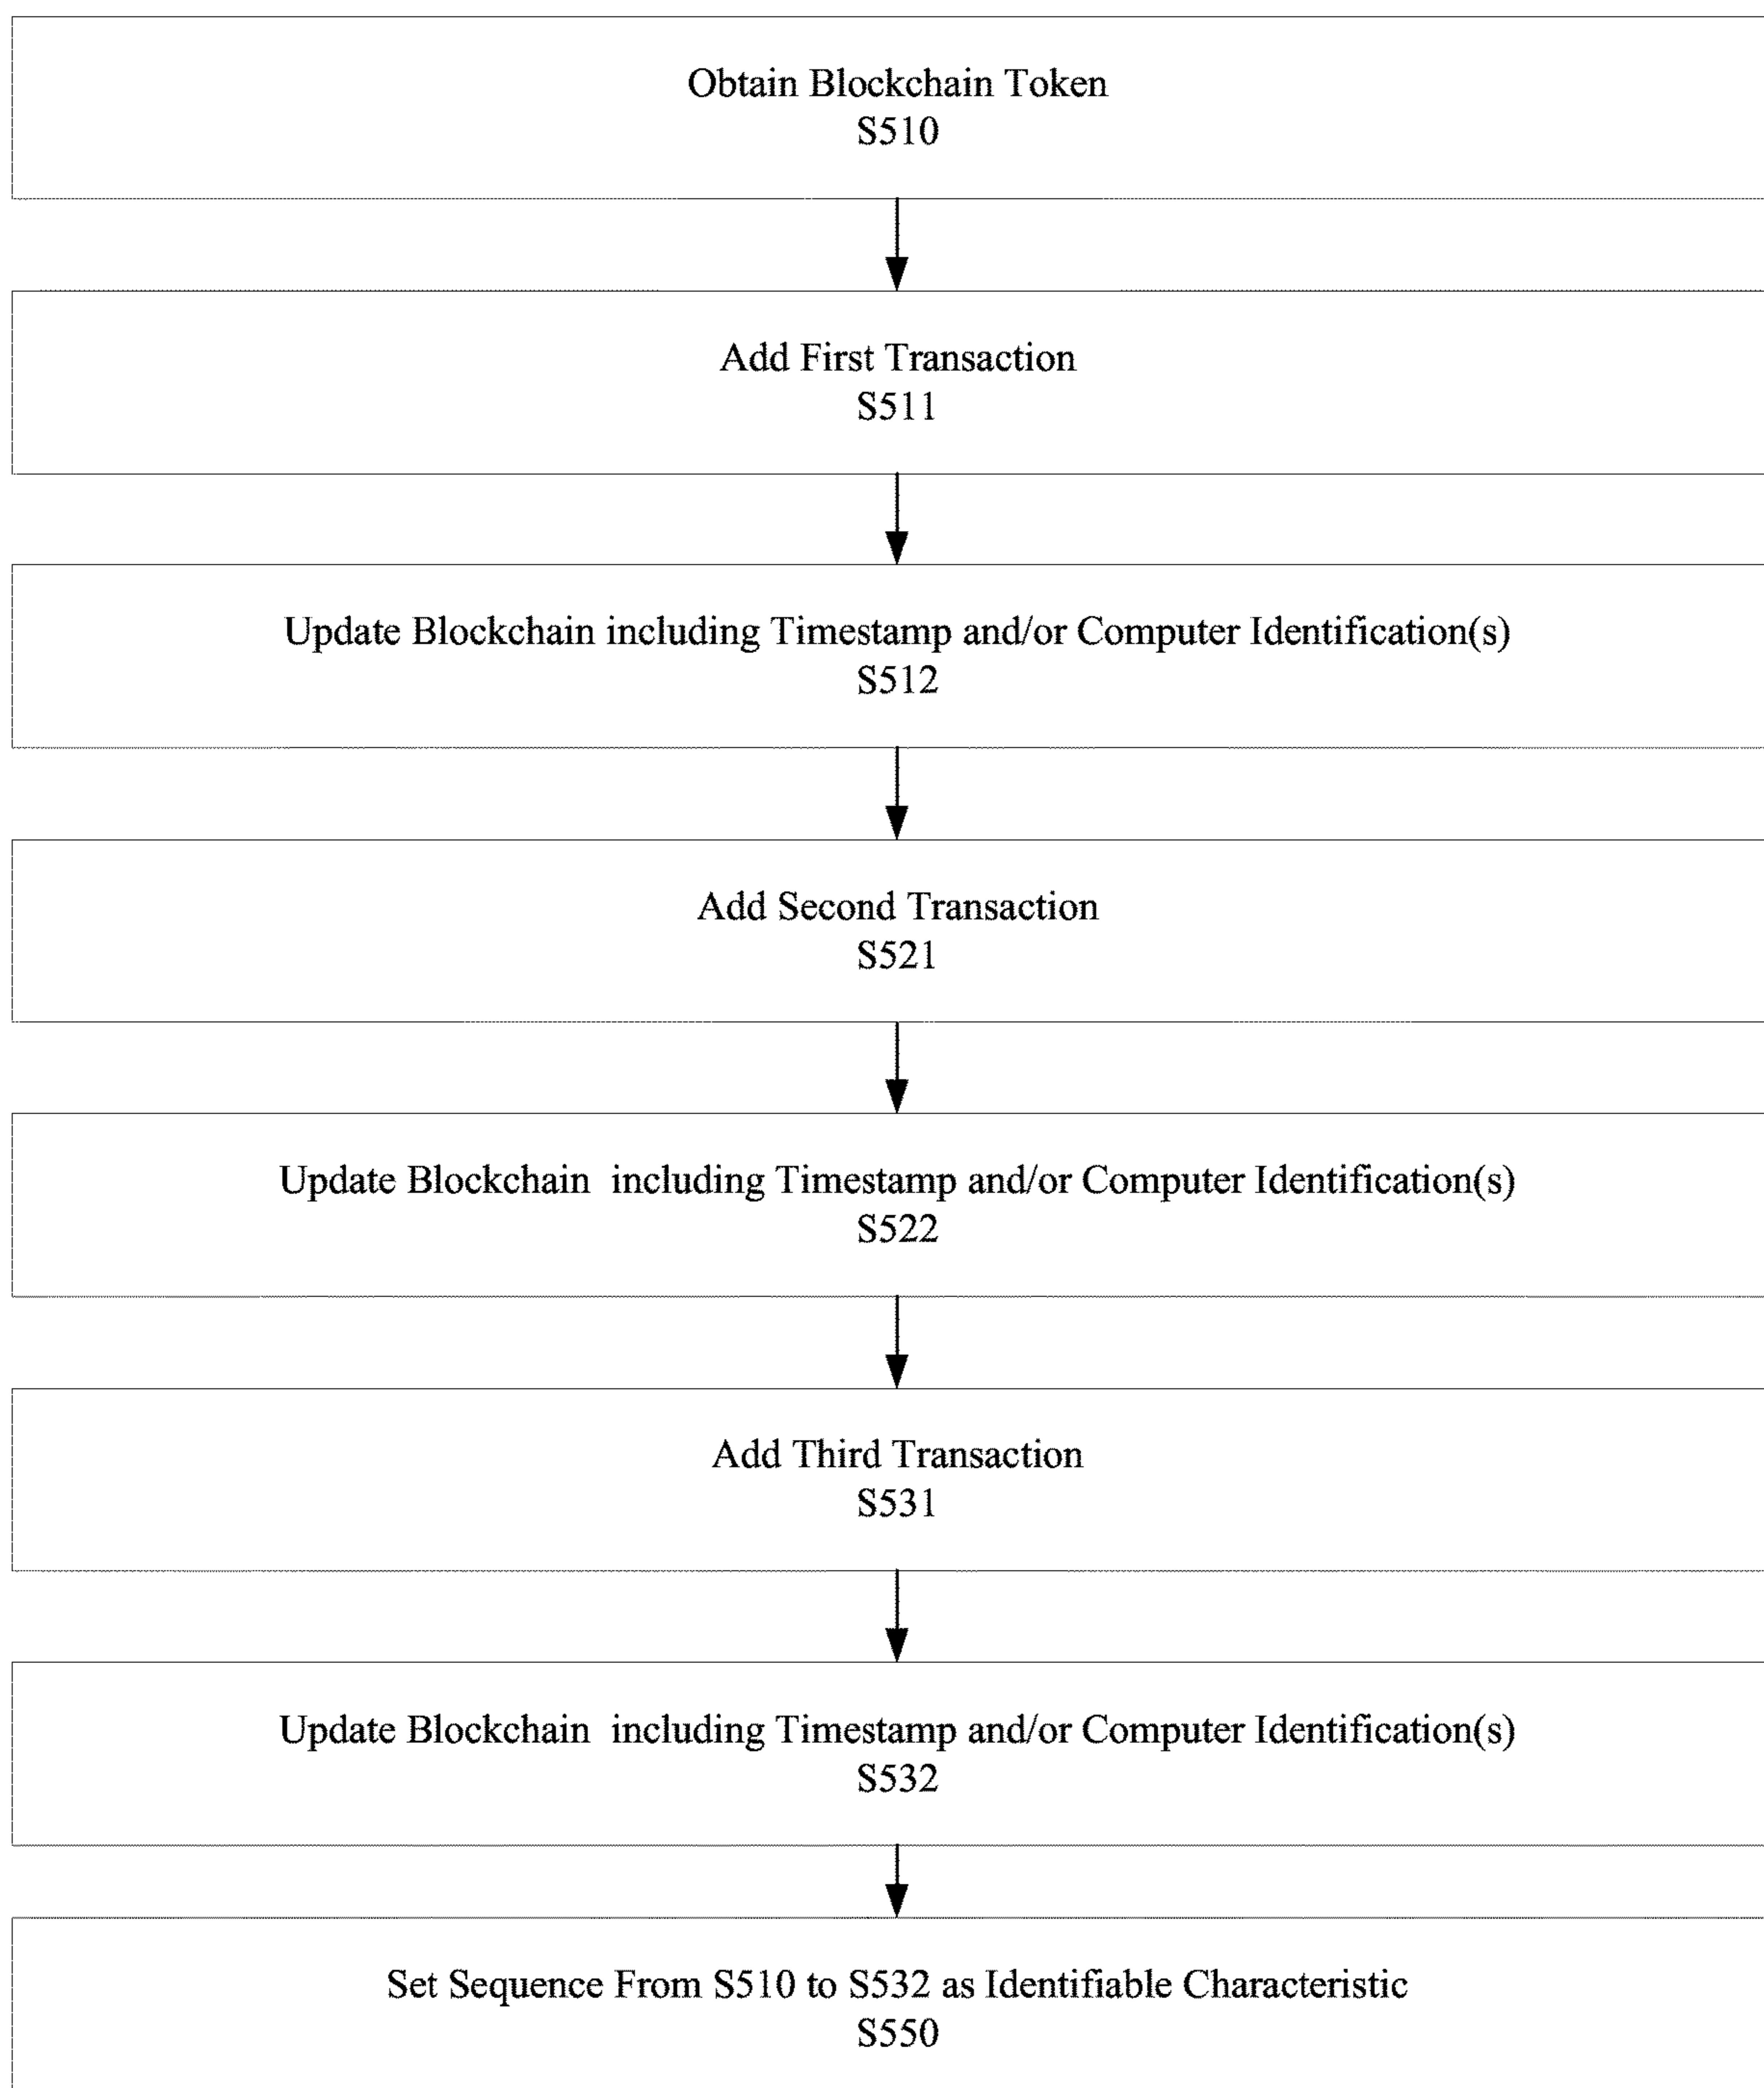 Obtain Blockchain Token
S510
Add First Transaction
S511
Update Blockchain including Timestamp and/or Computer Identification(s)
S512
Add Second Transaction
S521
Update Blockchain  including Timestamp and/or Computer Identification(s)
S522
Add Third Transaction
S531
Update Blockchain  including Timestamp and/or Computer Identification(s)
S532
Set Sequence From S510 to S532 as Identifiable Characteristic
S550